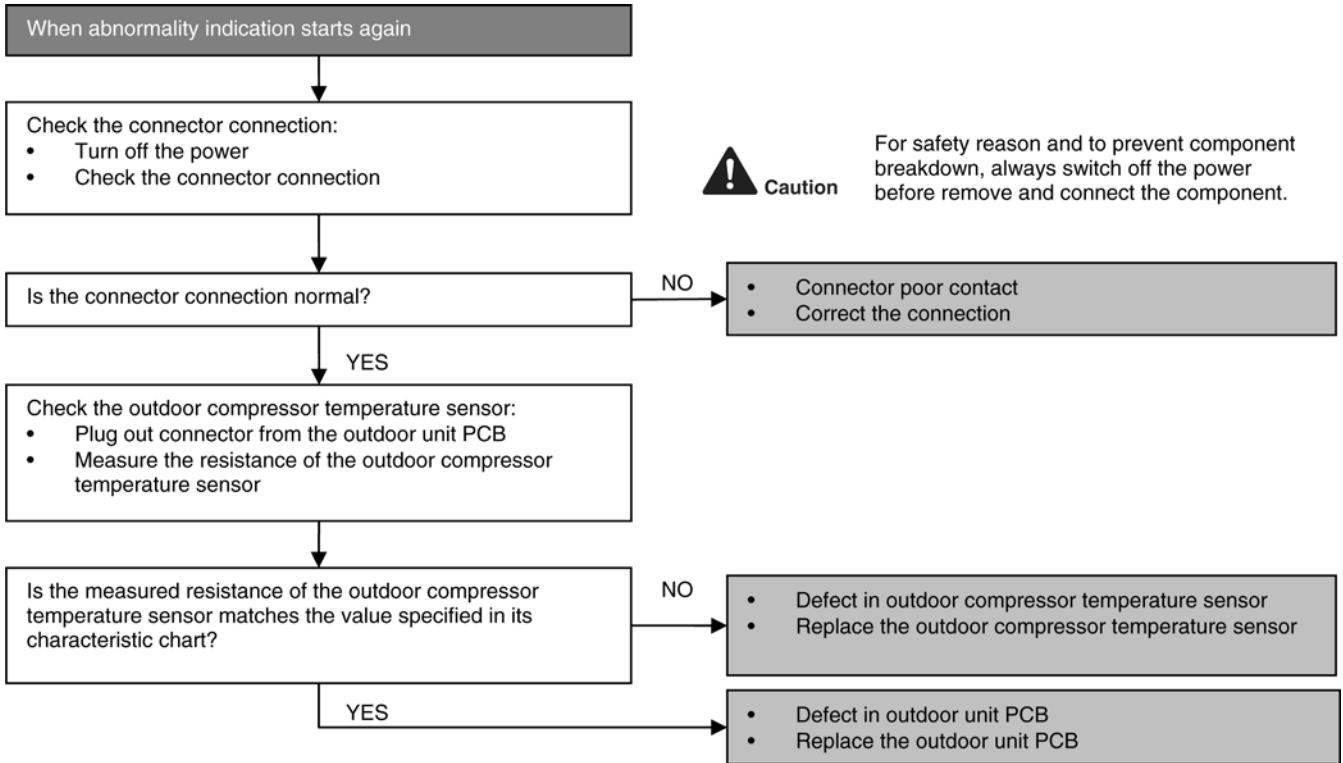 When abnormality indication starts again
Check the connector connection:
• Turn off the power
• Check the connector connection
Caution
For safety reason and to prevent component
breakdown, always switch off the power
before remove and connect the component.
Is the connector connection normal?
NO
• Connector poor contact
• Correct the connection
YES
Check the outdoor compressor temperature sensor:
• Plug out connector from the outdoor unit PCB
• Measure the resistance of the outdoor compressor
temperature sensor
Is the measured resistance of the outdoor compressor
temperature sensor matches the value specified in its
characteristic chart?
NO
• Defect in outdoor compressor temperature sensor
• Replace the outdoor compressor temperature sensor
YES
• Defect in outdoor unit PCB
• Replace the outdoor unit PCB